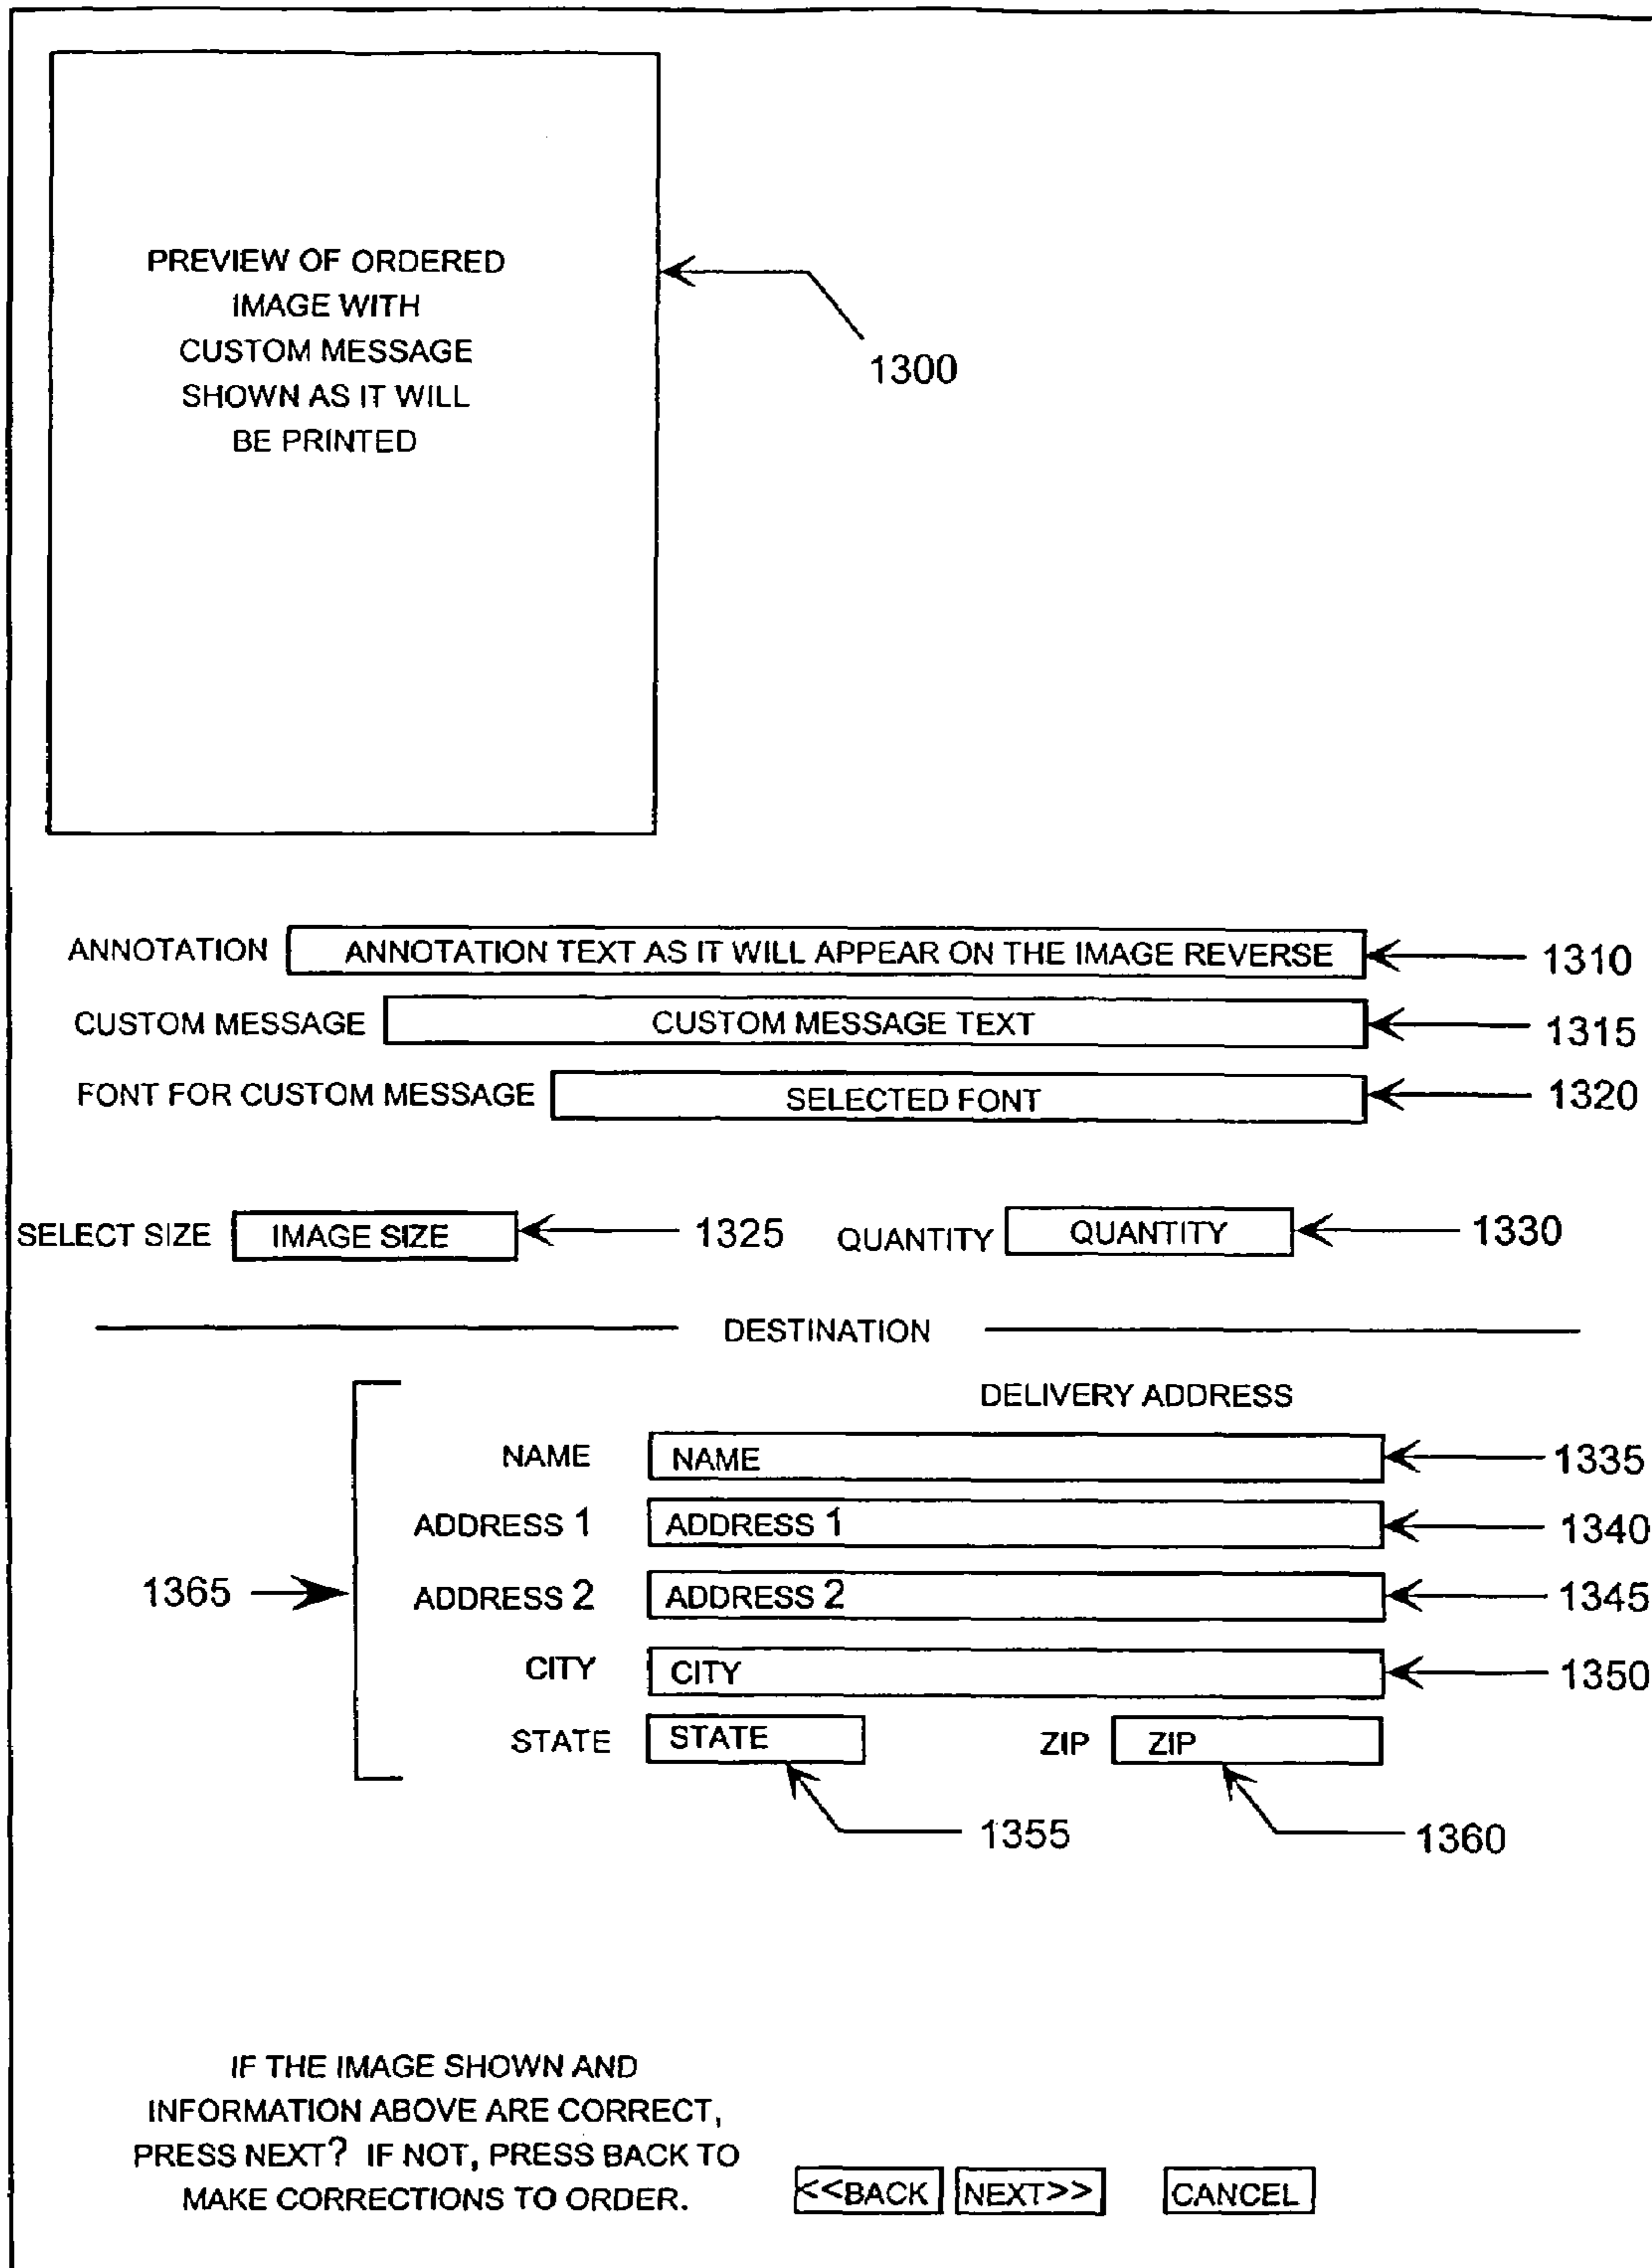 PREVIEW OF ORDERED
IMAGE WITH
CUSTOM MESSAGE
SHOWN AS IT WILL
BE PRINTED
1300
ANNOTATION ANNOTATION TEXT AS IT WILL APPEAR ON THE IMAGE REVERSE 1310
CUSTOM MESSAGE CUSTOM MESSAGE TEXT 1315
FONT FOR CUSTOM MESSAGE SELECTED FONT 1320
SELECT SIZE IMAGE SIZE 1325 QUANTITY QUANTITY 1330
DESTINATION
DELIVERY ADDRESS
NAME NAME 1335
ADDRESS 1 ADDRESS 1 1340
1365 ADDRESS 2 ADDRESS 2 1345
CITY CITY 1350
STATE STATE ZIP ZIP
1355 1360
IF THE IMAGE SHOWN AND
INFORMATION ABOVE ARE CORRECT,
PRESS NEXT? IF NOT, PRESS BACK TO
MAKE CORRECTIONS TO ORDER.
<<BACK NEXT>> CANCEL